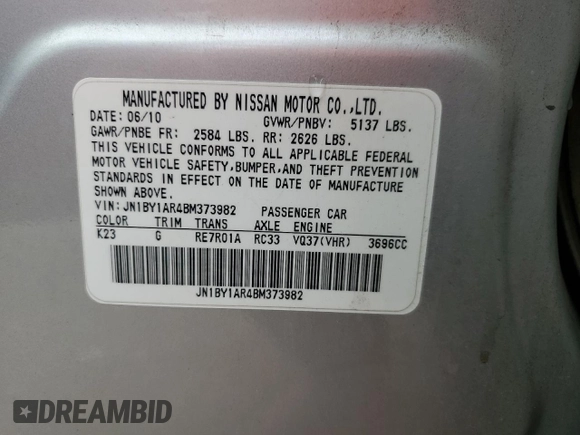 MANUFACTURED BY NISSAN MOTOR CO.,LTD.
DATE: 06/10 GVWR/PNBV: 5137 LBS.
GAWR/PNBE FR: 2584 LBS. RR: 2626 LBS.
THIS VEHICLE CONFORMS TO ALL APPLICABLE FEDERAL
MOTOR VEHICLE SAFETY,BUMPER,AND THEFT PREVENTION
STANDARDS IN EFFECT ON THE DATE OF MANUFACTURE
SHOWN ABOVE.
VIN:JN1BY1AR4BM373982 PASSENGER CAR
COLOR TRIM TRANS AXLE ENGINE
K23 G RE7R01A RC33 VQ37(VHR) 3696CC
JN1BY1AR4BM373982
DREAMBID